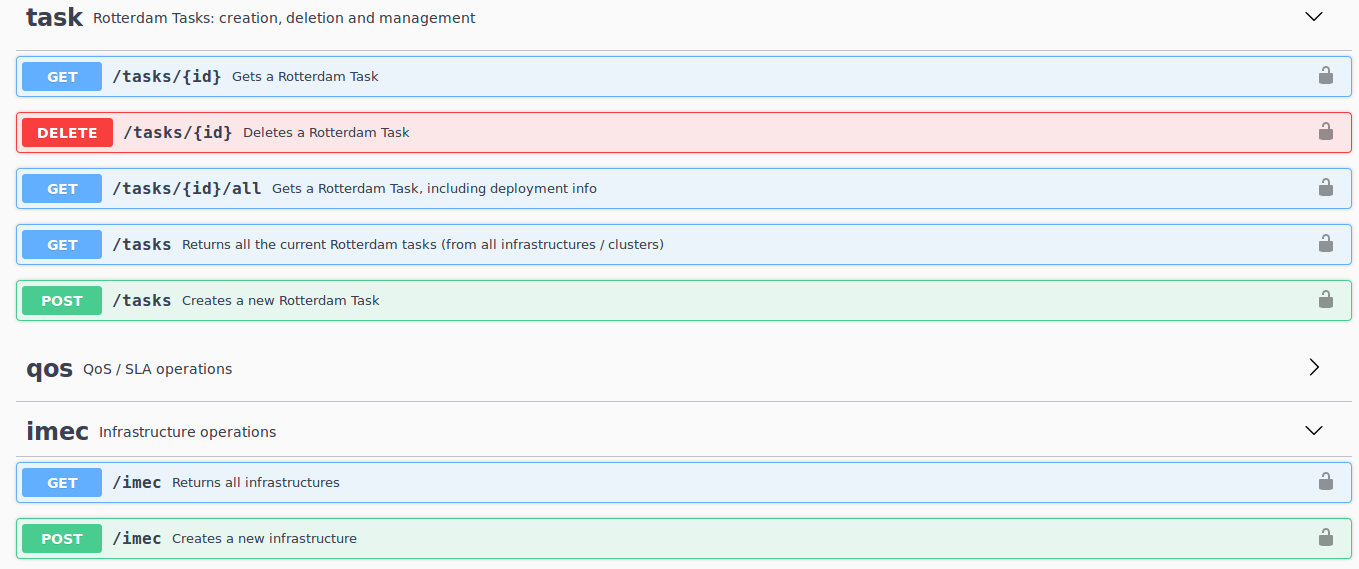 task Rotterdam Tasks: creation, deletion and management
GET /tasks/{id} Gets a Rotterdam Task
DELETE /tasks/{id} Deletes a Rotterdam Task
GET /tasks/{id}/all Gets a Rotterdam Task, including deployment info
GET /tasks Returns all the current Rotterdam tasks (from all infrastructures / clusters)
POST /tasks Creates a new Rotterdam Task
qos QoS / SLA operations
imec Infrastructure operations
GET /imec Returns all infrastructures
POST /imec Creates a new infrastructure